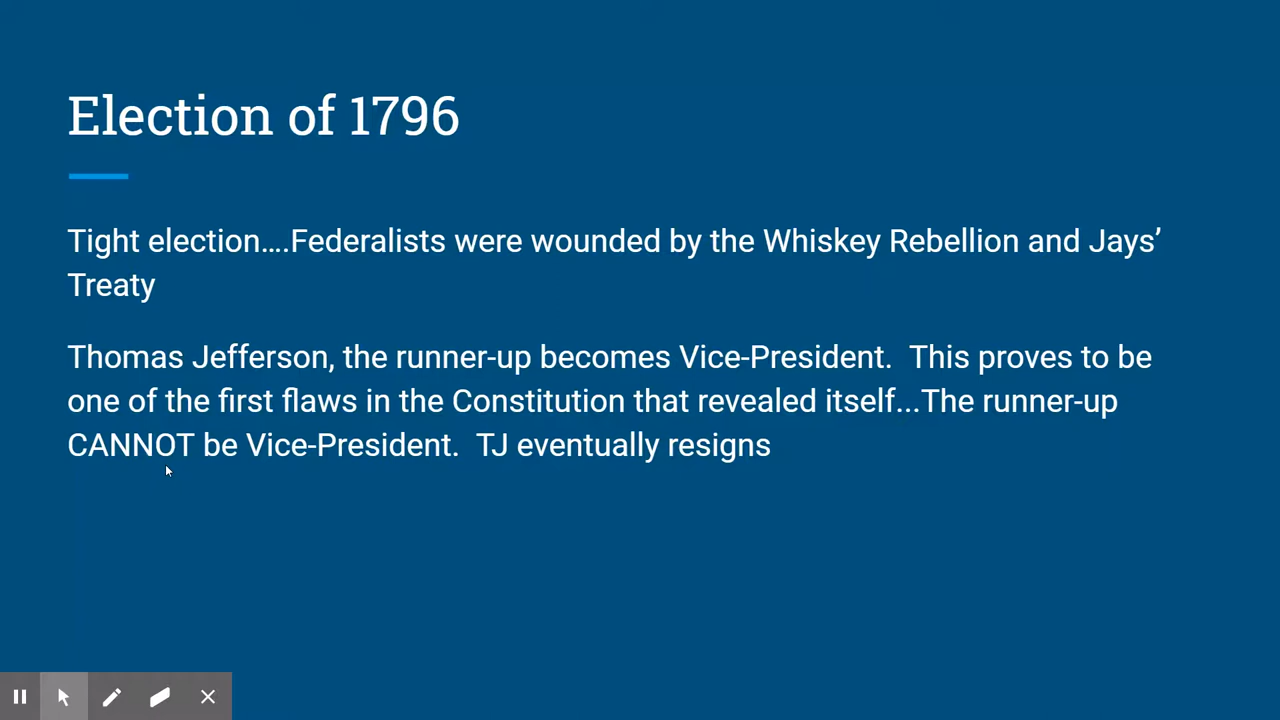 Election of 1796
Tight election....Federalists were wounded by the Whiskey Rebellion and Jays’
Treaty
Thomas Jefferson, the runner-up becomes Vice-President.  This proves to be
one of the first flaws in the Constitution that revealed itself...The runner-up
CANNOT be Vice-President.  TJ eventually resigns